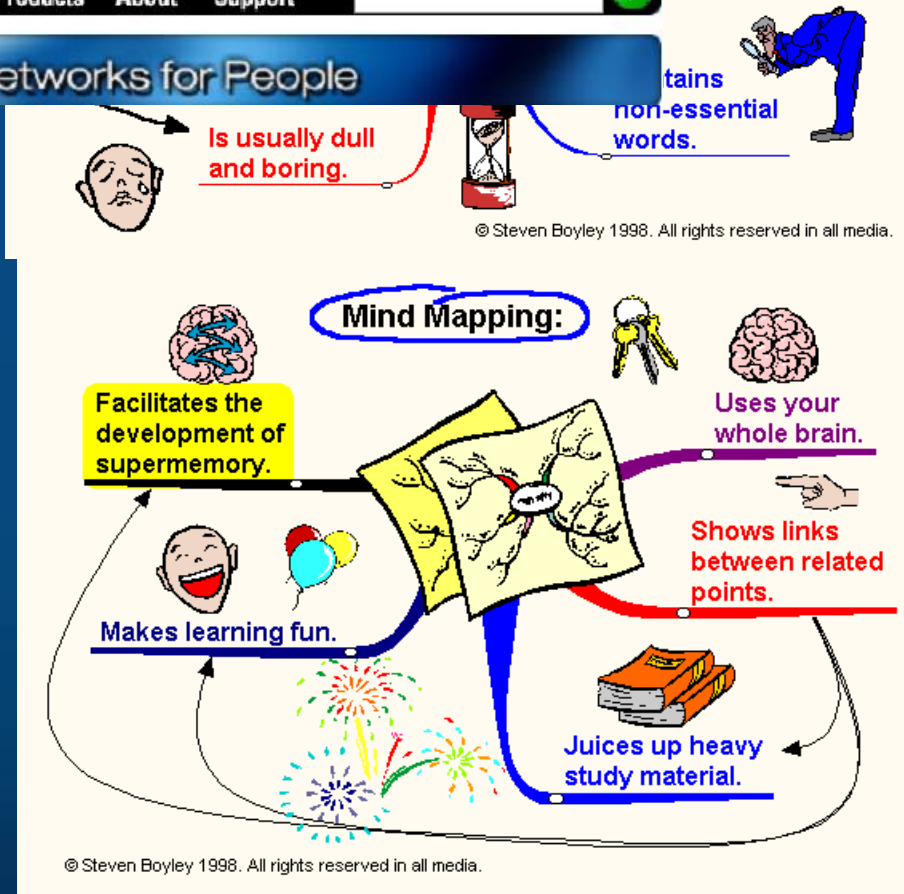 Products About Support
etworks for People
tains
non-essential
words.
Is usually dull
and boring.
© Steven Boyley 1998. All rights reserved in all media.
Mind Mapping:
Facilitates the
development of
supermemory.
Uses your
whole brain.
Shows links
between related
points.
Makes learning fun.
Juices up heavy
study material.
© Steven Boyley 1998. All rights reserved in all media.